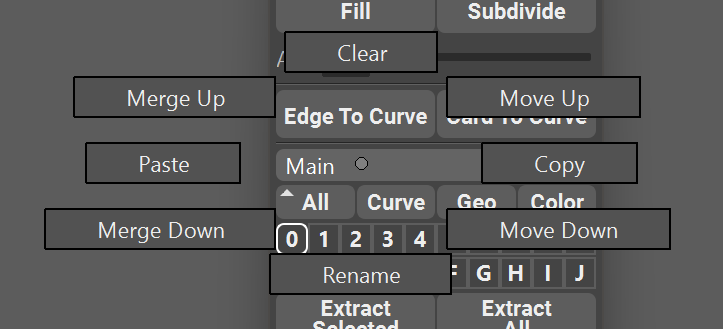 Fill Subdivide
Clear
A
Merge Up Move Up
Edge To Curve Card To Curve
Paste Main Copy
All Curve Geo Color
Merge Down 0 1 2 3 4 Move Down
Rename F G H I J
Extract Extract
Selected All